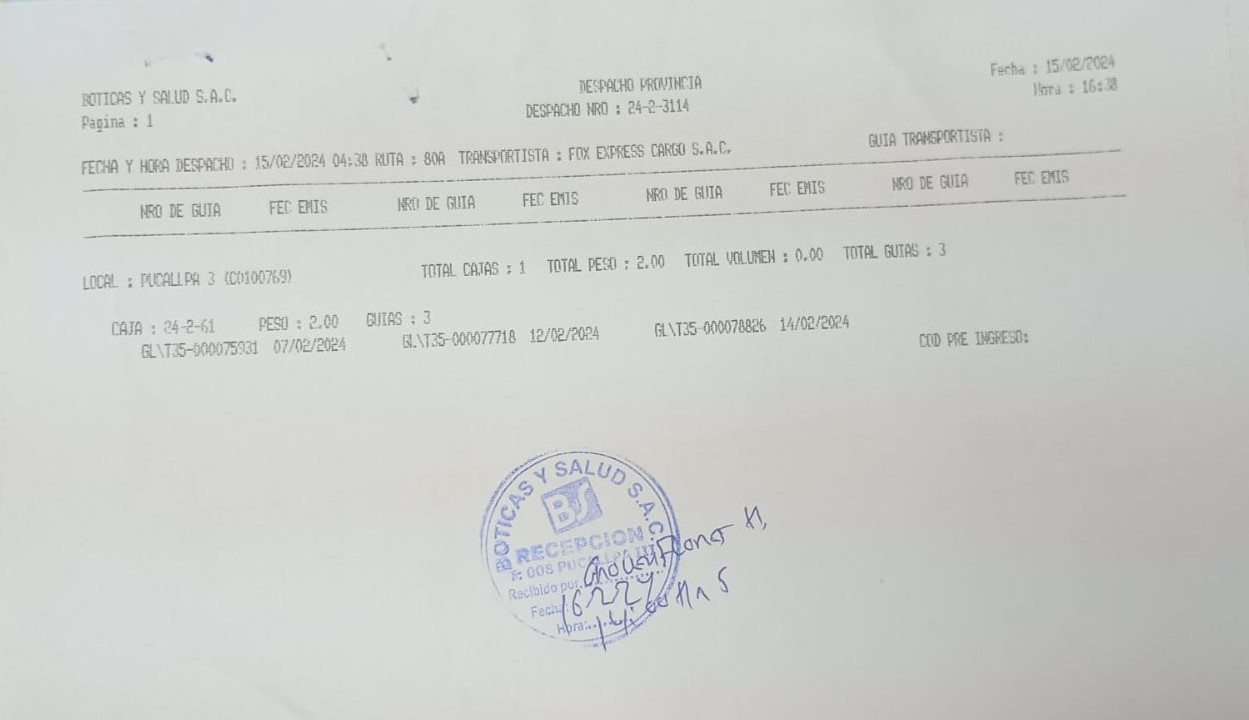 BOTICAS Y SALUD S.A.C.
Pagina : 1
DESPACHO PROVINCIA
DESPACHO NRO : 24-2-3114
Fecha : 15/02/2024
Hora : 16:38
FECHA Y HORA DESPACHO : 15/02/2024 04:38 RUTA : 80A TRANSPORTISTA : FOX EXPRESS CARGO S.A.C.
GUIA TRANSPORTISTA :
NRO DE GUIA FEC EMIS NRO DE GUIA FEC EMIS NRO DE GUIA FEC EMIS NRO DE GUIA FEC EMIS
LOCAL : PUCALLPA 3 (C0100769) TOTAL CAJAS : 1 TOTAL PESO : 2.00 TOTAL VOLUMEN : 0.00 TOTAL GUIAS : 3
CAJA : 24-2-61 PESO : 2.00 GUIAS : 3
GL\T35-000075931 07/02/2024 GL\T35-000077718 12/02/2024 GL\T35-000078826 14/02/2024
COD PRE INGRESO:
BOTICAS Y SALUD S.A.C.
BS
RECEPCION
008
Recibido por:
Fecha: 16 2 24
Hora: